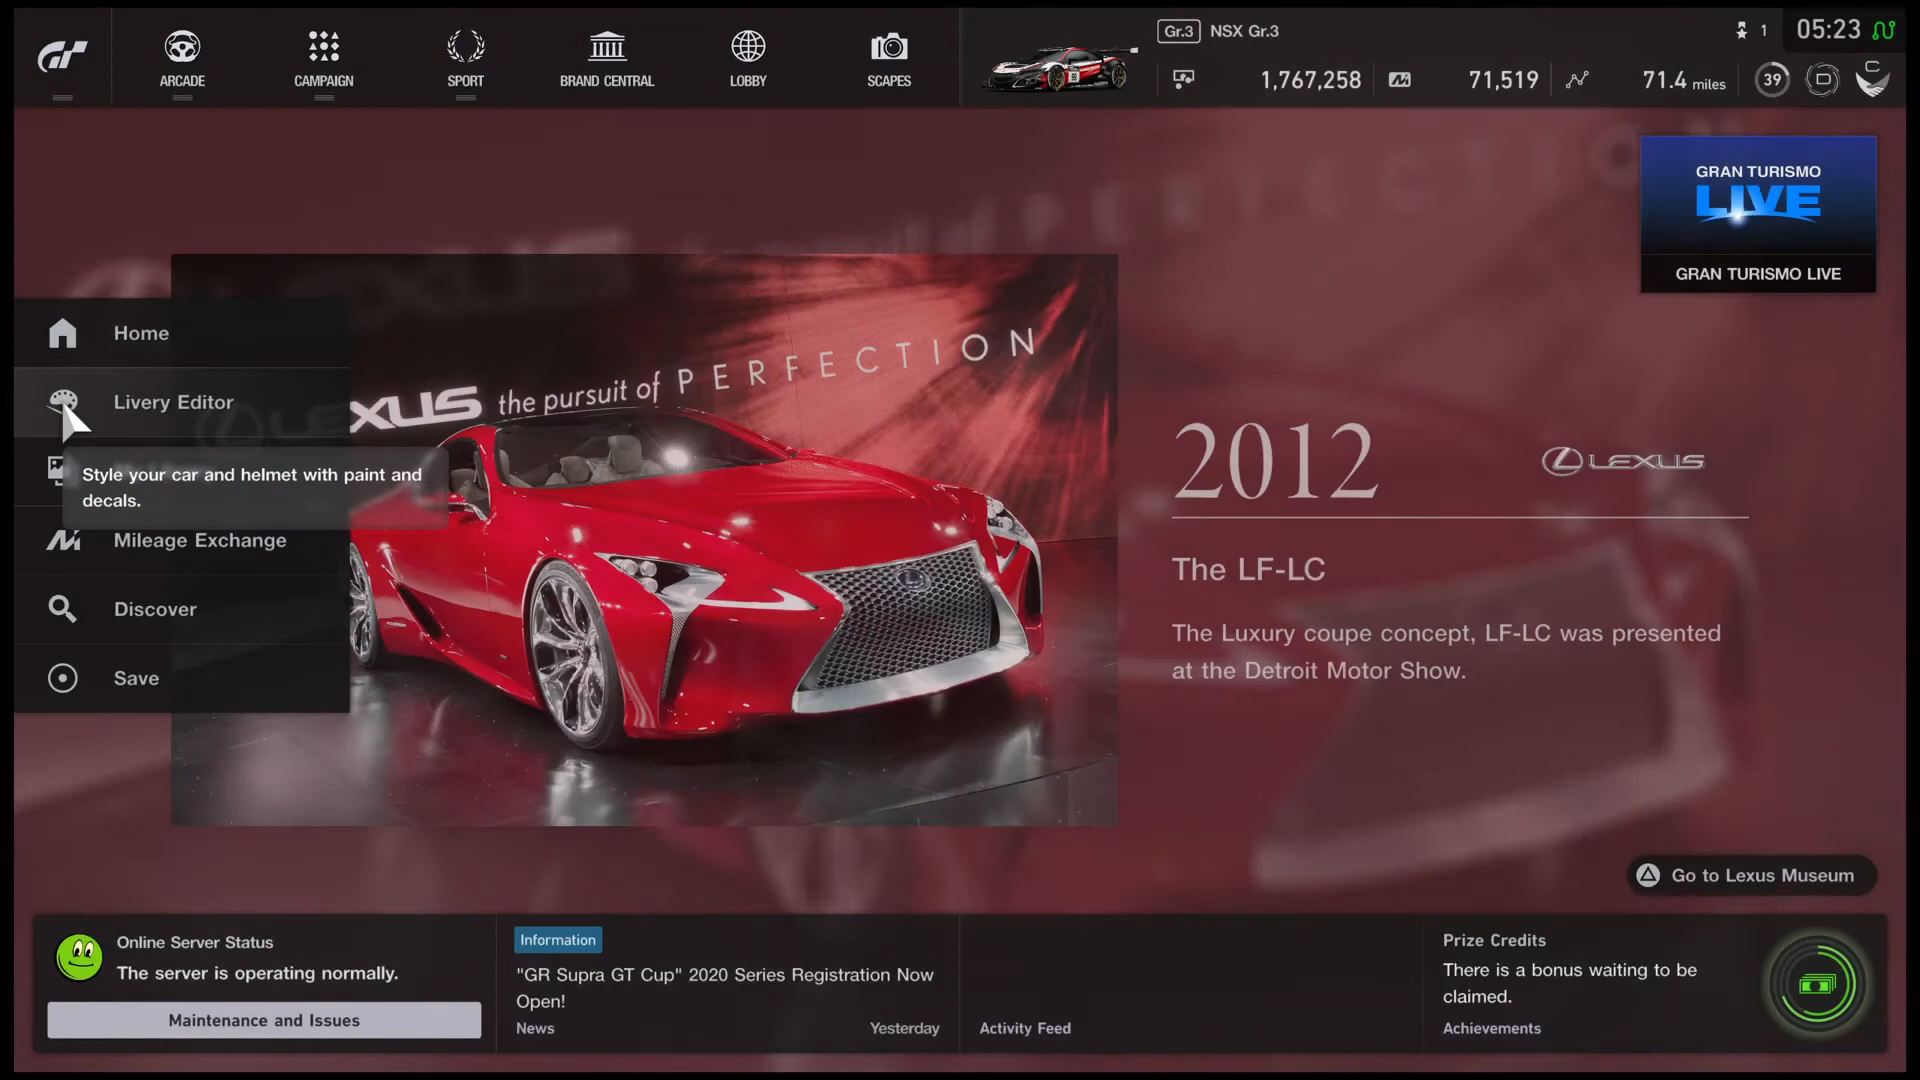 Gr.3 NSX Gr.3
1
05:23
ARCADE
CAMPAIGN
SPORT
BRAND CENTRAL
LOBBY
SCAPES
1,767,258
71,519
71.4 miles
39
D
C
GRAN TURISMO
LIVE
GRAN TURISMO LIVE
Home
Livery Editor
Style your car and helmet with paint and
decals.
Mileage Exchange
Discover
Save
LEXUS the pursuit of PERFECTION
2012
LEXUS
The LF-LC
The Luxury coupe concept, LF-LC was presented
at the Detroit Motor Show.
Go to Lexus Museum
Online Server Status
The server is operating normally.
Maintenance and Issues
Information
"GR Supra GT Cup" 2020 Series Registration Now
Open!
News
Yesterday
Activity Feed
Prize Credits
There is a bonus waiting to be
claimed.
Achievements